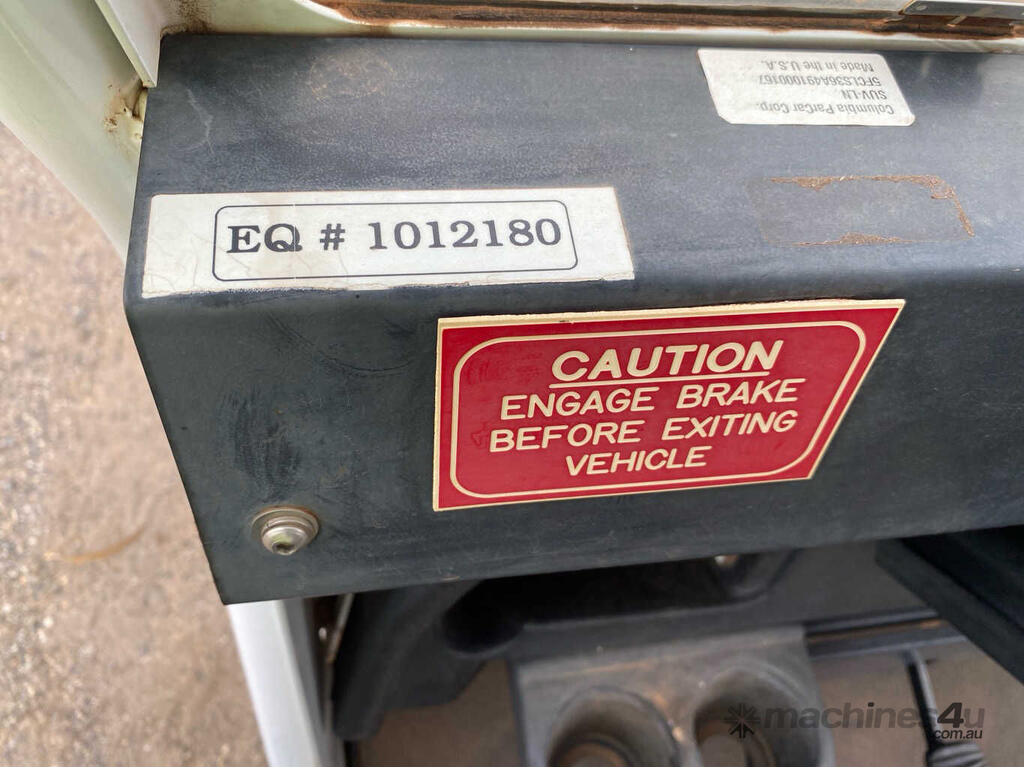 Columbia ParCar Corp.
SUV-LN
5FCLS36A491000167
Made in the U.S.A.
EQ # 1012180
CAUTION
ENGAGE BRAKE
BEFORE EXITING
VEHICLE
machines4u
.com.au